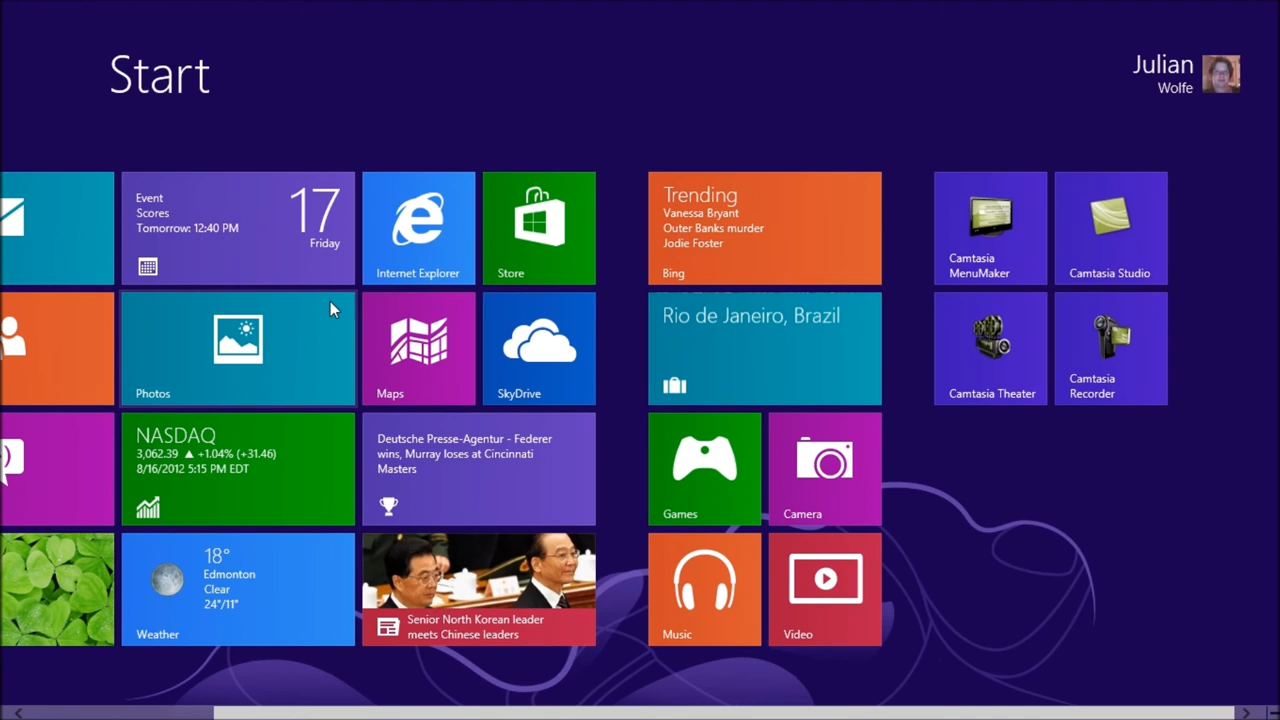 Start
Julian
Wolfe
Event
Scores
Tomorrow: 12:40 PM
17
Friday
Internet Explorer
Store
Trending
Vanessa Bryant
Outer Banks murder
Jodie Foster
Bing
Camtasia
MenuMaker
Camtasia Studio
Photos
Maps
SkyDrive
Rio de Janeiro, Brazil
Camtasia Theater
Camtasia
Recorder
NASDAQ
3,062.39 ▲ +1.04% (+31.46)
8/16/2012 5:15 PM EDT
Deutsche Presse-Agentur - Federer
wins, Murray loses at Cincinnati
Masters
Games
Camera
18°
Edmonton
Clear
24°/11°
Weather
Senior North Korean leader
meets Chinese leaders
Music
Video